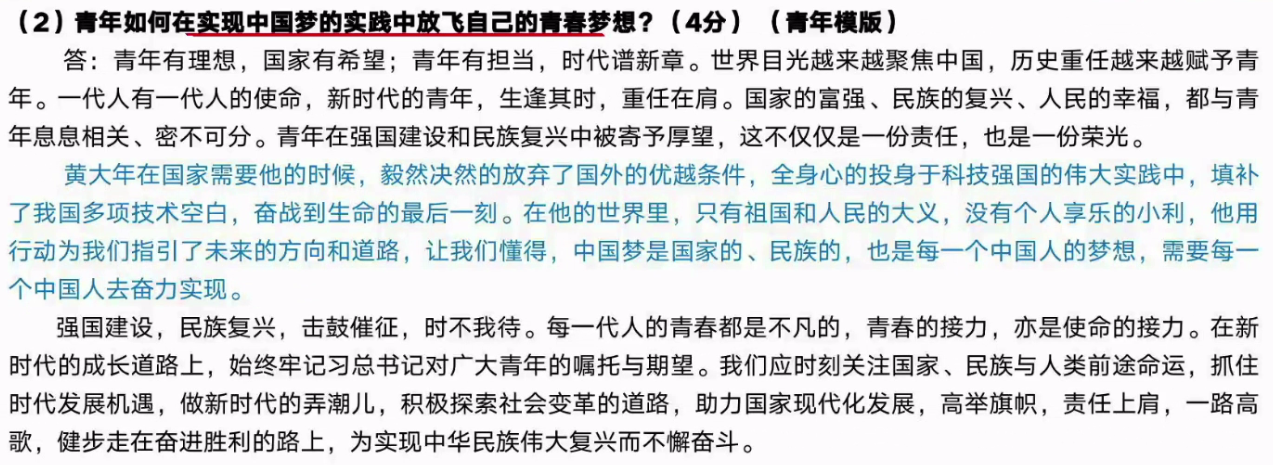 （2）青年如何在实现中国梦的实践中放飞自己的青春梦想？（4分）（青年模版）
答：青年有理想，国家有希望；青年有担当，时代谱新章。世界目光越来越聚焦中国，历史重任越来越赋予青
年。一代人有一代人的使命，新时代的青年，生逢其时，重任在肩。国家的富强、民族的复兴、人民的幸福，都与青
年息息相关、密不可分。青年在强国建设和民族复兴中被寄予厚望，这不仅仅是一份责任，也是一份荣光。
黄大年在国家需要他的时候，毅然决然的放弃了国外的优越条件，全身心的投身于科技强国的伟大实践中，填补
了我国多项技术空白，奋战到生命的最后一刻。在他的世界里，只有祖国和人民的大义，没有个人享乐的小利，他用
行动为我们指引了未来的方向和道路，让我们懂得，中国梦是国家的、民族的，也是每一个中国人的梦想，需要每一
个中国人去奋力实现。
强国建设，民族复兴，击鼓催征，时不我待。每一代人的青春都是不凡的，青春的接力，亦是使命的接力。在新
时代的成长道路上，始终牢记习总书记对广大青年的嘱托与期望。我们应时刻关注国家、民族与人类前途命运，抓住
时代发展机遇，做新时代的弄潮儿，积极探索社会变革的道路，助力国家现代化发展，高举旗帜，责任上肩，一路高
歌，健步走在奋进胜利的路上，为实现中华民族伟大复兴而不懈奋斗。